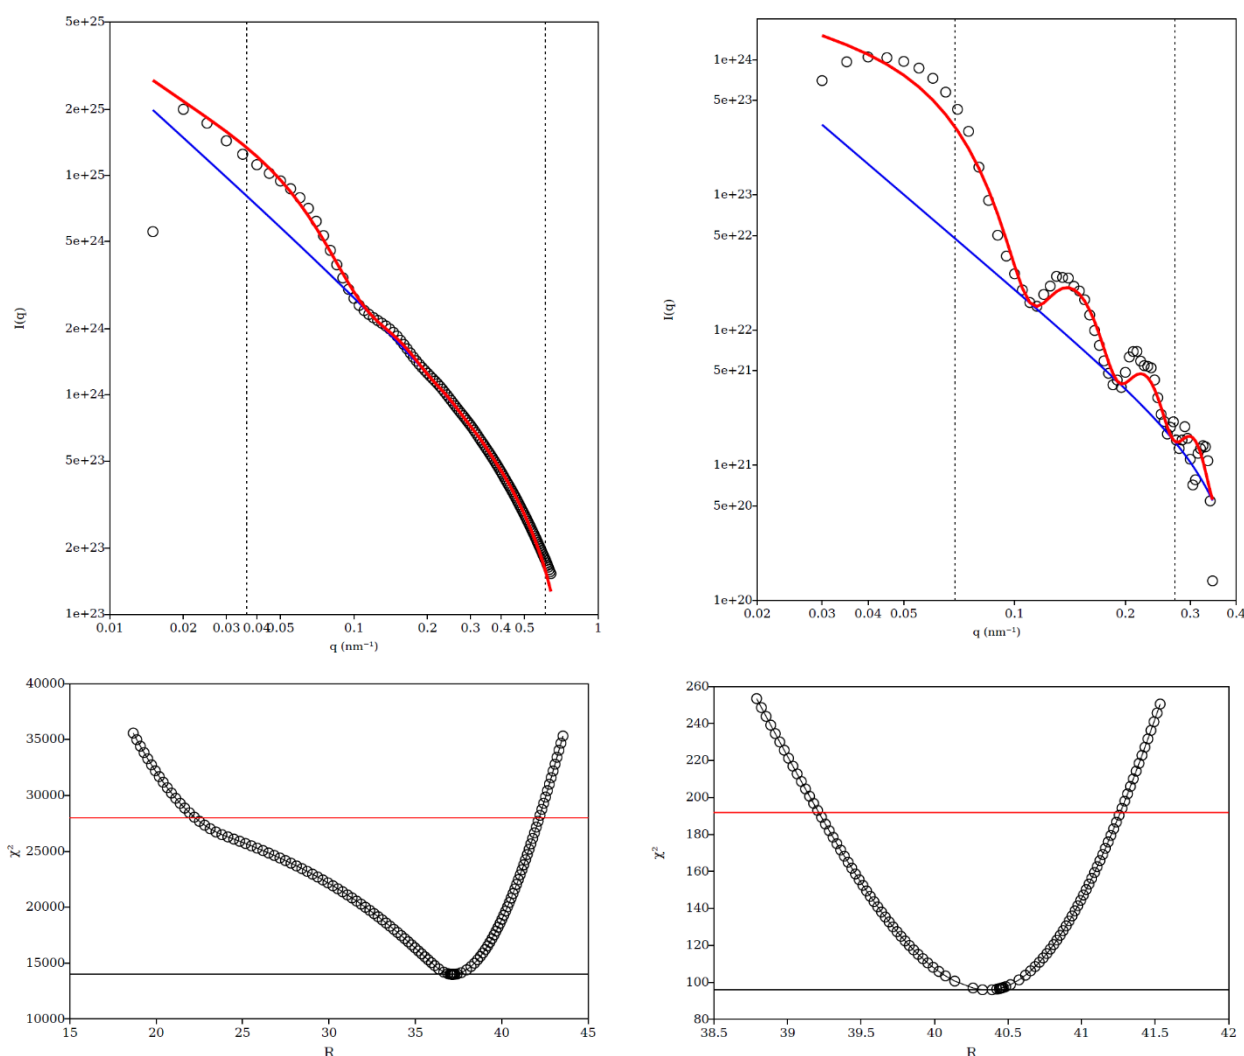 5e+25
2e+25
1e+25
5e+24
2e+24
1e+24
5e+23
2e+23
1e+23
I(q)
0.01
0.02
0.03
0.04
0.05
0.1
0.2
0.3
0.4
0.5
1
q (nm⁻¹)
1e+24
5e+23
1e+23
5e+22
1e+22
5e+21
1e+21
5e+20
1e+20
I(q)
0.02
0.03
0.04
0.05
0.1
0.2
0.3
0.4
q (nm⁻¹)
40000
35000
30000
25000
20000
15000
10000
χ²
15
20
25
30
35
40
45
R
260
240
220
200
180
160
140
120
100
80
χ²
38.5
39
39.5
40
40.5
41
41.5
42
R